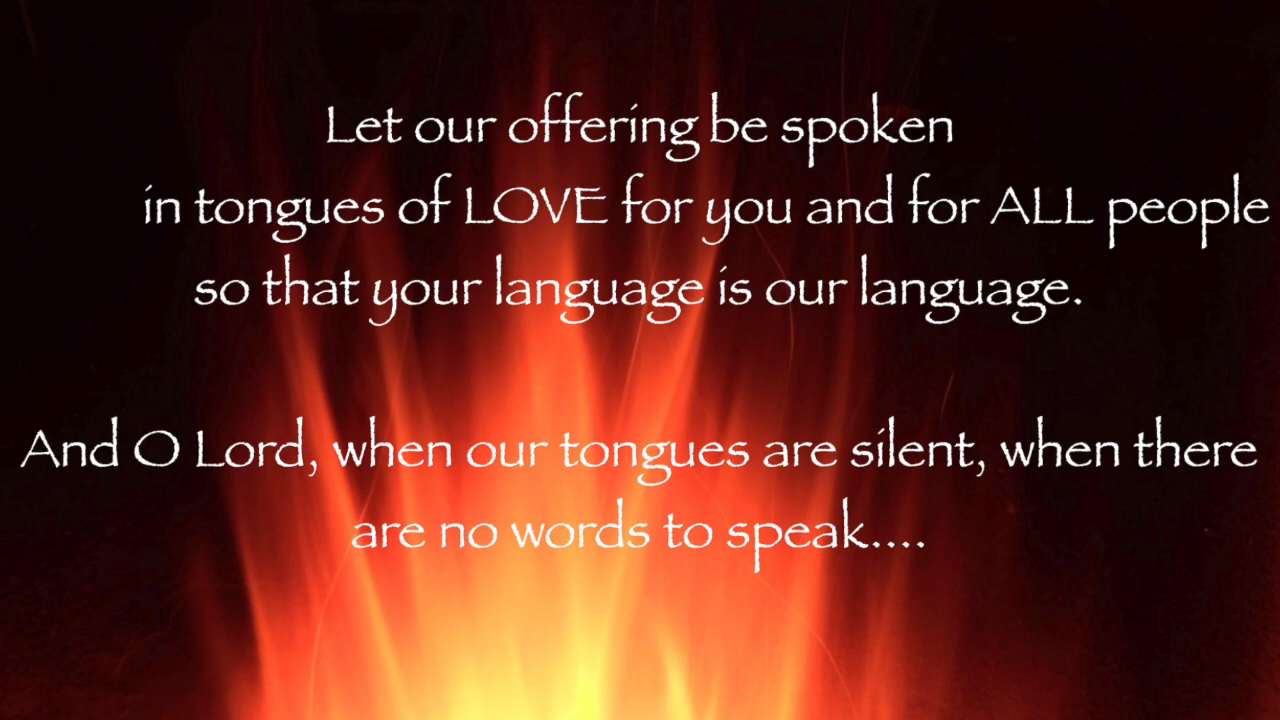 Let our offering be spoken
in tongues of LOVE for you and for ALL people
so that your language is our language.
And O Lord, when our tongues are silent, when there
are no words to speak....